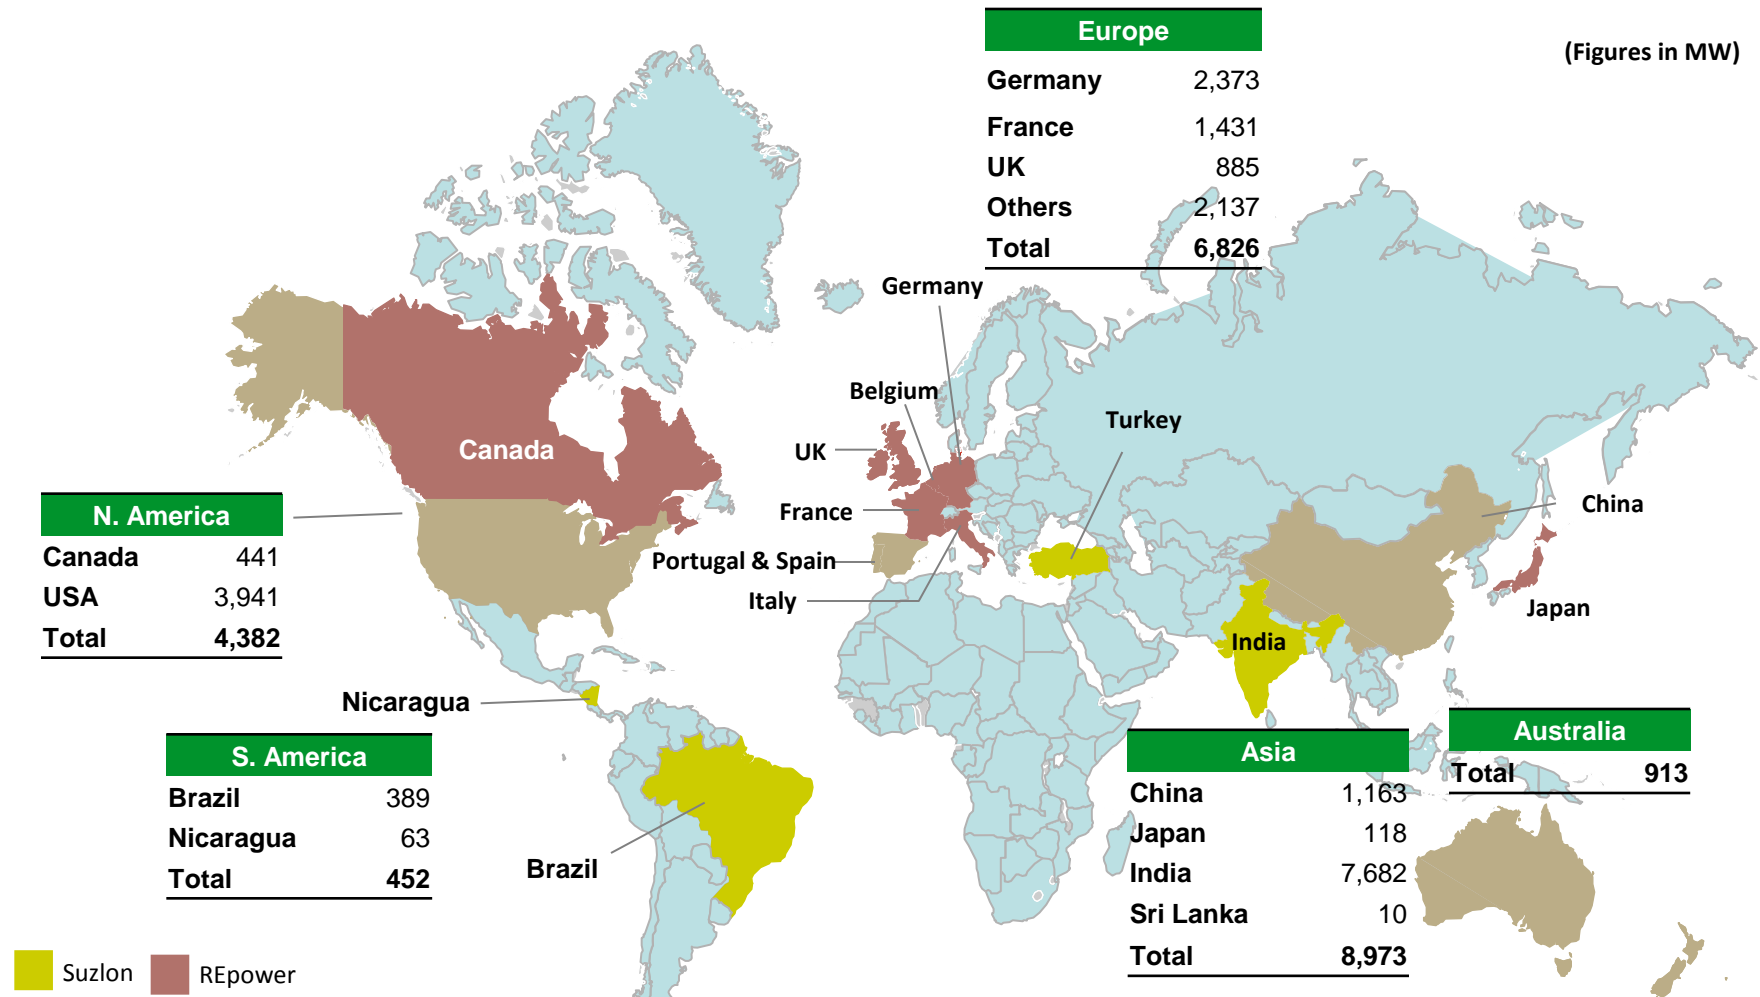 Europe
(Figures in MW)
Germany 2,373
France 1,431
UK 885
Others 2,137
Total 6,826
Germany
Belgium
Turkey
Canada
UK
N. America
China
France
Canada 441
Portugal & Spain
USA 3,941
Italy
Japan
Total 4,382
India
Nicaragua
S. America
Asia
Australia
Total 913
Brazil 389
China 1,163
Nicaragua 63
Japan 118
Total 452
Brazil
India 7,682
Sri Lanka 10
Total 8,973
Suzlon
REpower